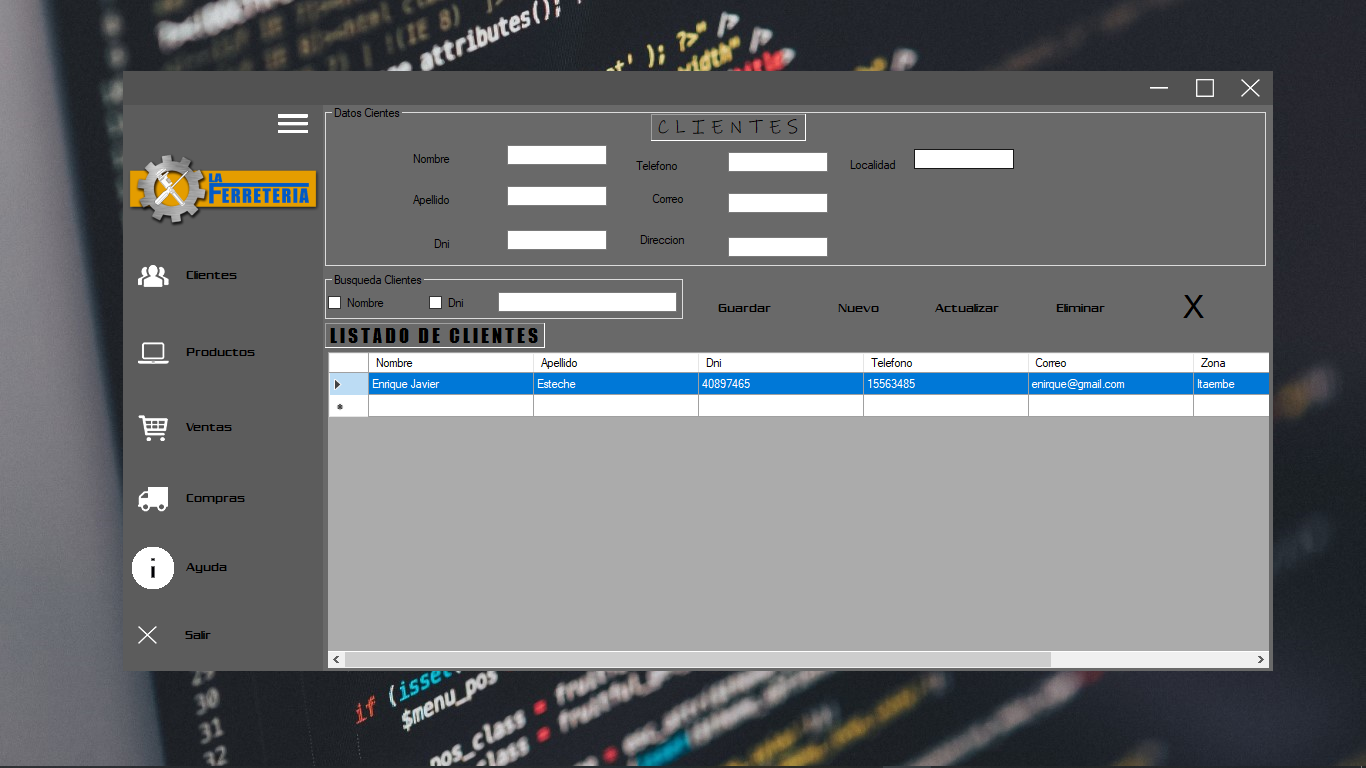 attributes();
'); ?>" />
width"
Datos Cientes
CLIENTES
Nombre
Telefono
Localidad
Apellido
Correo
Dni
Direccion
LA
FERRETERIA
Clientes
Productos
Ventas
Compras
Ayuda
Salir
Busqueda Clientes
Nombre Dni
Guardar Nuevo Actualizar Eliminar X
LISTADO DE CLIENTES
Nombre Apellido Dni Telefono Correo Zona
Enrique Javier Esteche 40897465 15563485 enirque@gmail.com Itaembe
30
31
32
if (isset
$menu_pos
pos_class =
class =